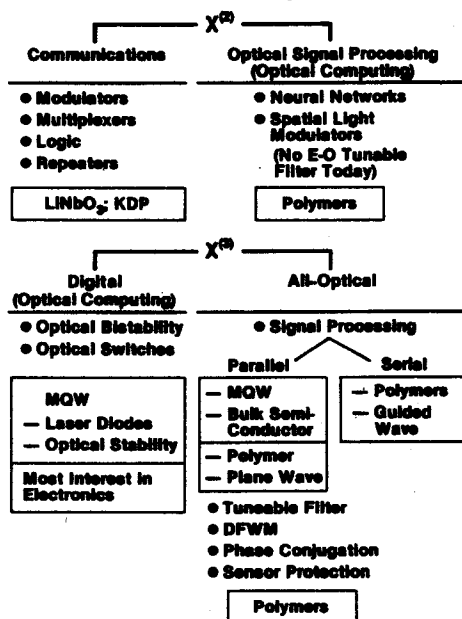 X(2)
Communications
● Modulators
● Multiplexers
● Logic
● Repeaters
LiNbO3; KDP
Optical Signal Processing
(Optical Computing)
● Neural Networks
● Spatial Light
Modulators
(No E-O Tunable
Filter Today)
Polymers
X(3)
Digital
(Optical Computing)
● Optical Bistability
● Optical Switches
MQW
— Laser Diodes
— Optical Stability
Most Interest in
Electronics
All-Optical
● Signal Processing
Parallel
— MQW
— Bulk Semi-
Conductor
— Polymer
— Plane Wave
Serial
— Polymers
— Guided
Wave
● Tuneable Filter
● DFWM
● Phase Conjugation
● Sensor Protection
Polymers